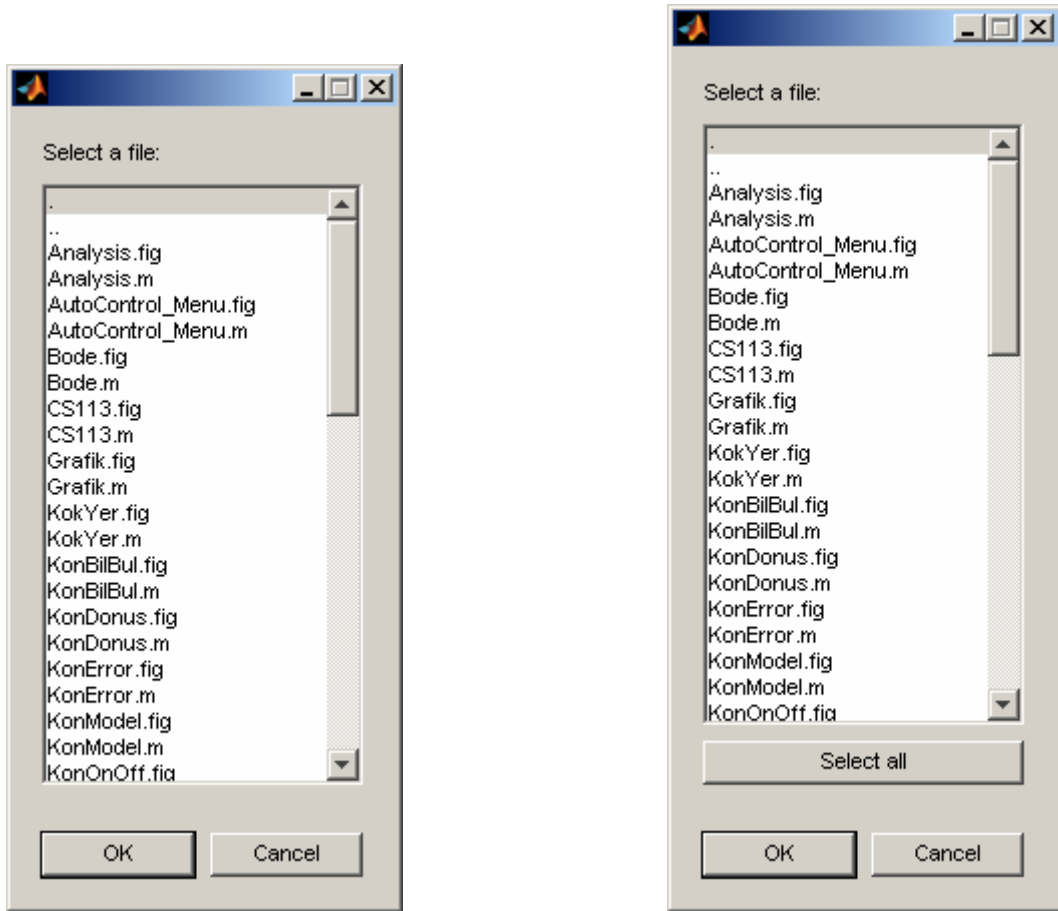 Select a file:
.
..
Analysis.fig
Analysis.m
AutoControl_Menu.fig
AutoControl_Menu.m
Bode.fig
Bode.m
CS113.fig
CS113.m
Grafik.fig
Grafik.m
KokYer.fig
KokYer.m
KonBilBul.fig
KonBilBul.m
KonDonus.fig
KonDonus.m
KonError.fig
KonError.m
KonModel.fig
KonModel.m
KonOnOff.fig
OK Cancel
Select a file:
.
..
Analysis.fig
Analysis.m
AutoControl_Menu.fig
AutoControl_Menu.m
Bode.fig
Bode.m
CS113.fig
CS113.m
Grafik.fig
Grafik.m
KokYer.fig
KokYer.m
KonBilBul.fig
KonBilBul.m
KonDonus.fig
KonDonus.m
KonError.fig
KonError.m
KonModel.fig
KonModel.m
KonOnOff.fig
Select all
OK Cancel